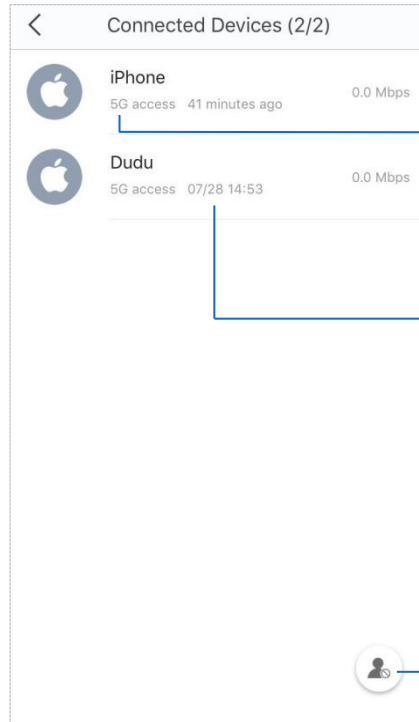 Connected Devices (2/2)
iPhone
5G access 41 minutes ago
0.0 Mbps
Dudu
5G access 07/28 14:53
0.0 Mbps